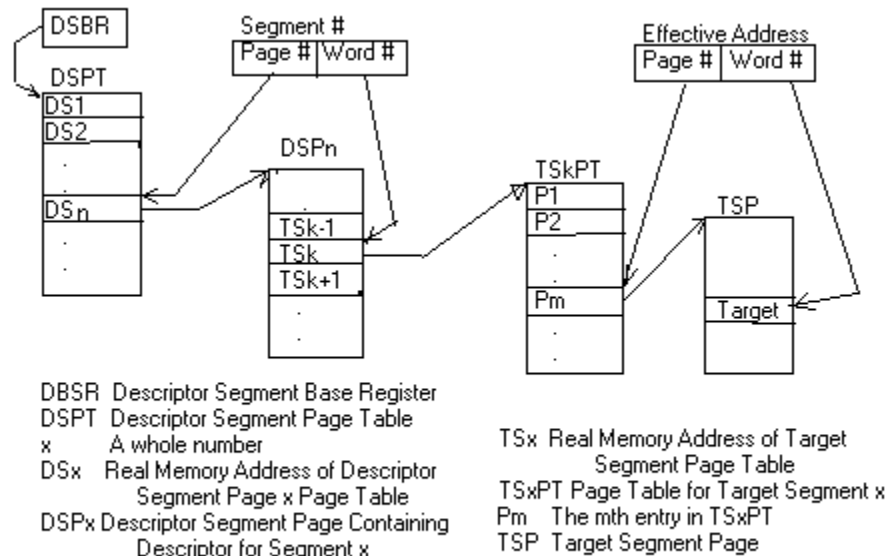 DSBR
Segment #
Page # Word #
Effective Address
Page # Word #
DSPT
DS1
DS2
DSn
DSPn
TSk-1
TSk
TSk+1
TSkPT
P1
P2
Pm
TSP
Target
DBSR Descriptor Segment Base Register
DSPT Descriptor Segment Page Table
x A whole number
DSx Real Memory Address of Descriptor
Segment Page x Page Table
DSPx Descriptor Segment Page Containing
Descriptor for Segment x
TSx Real Memory Address of Target
Segment Page Table
TSxPT Page Table for Target Segment x
Pm The mth entry in TSxPT
TSP Target Segment Page